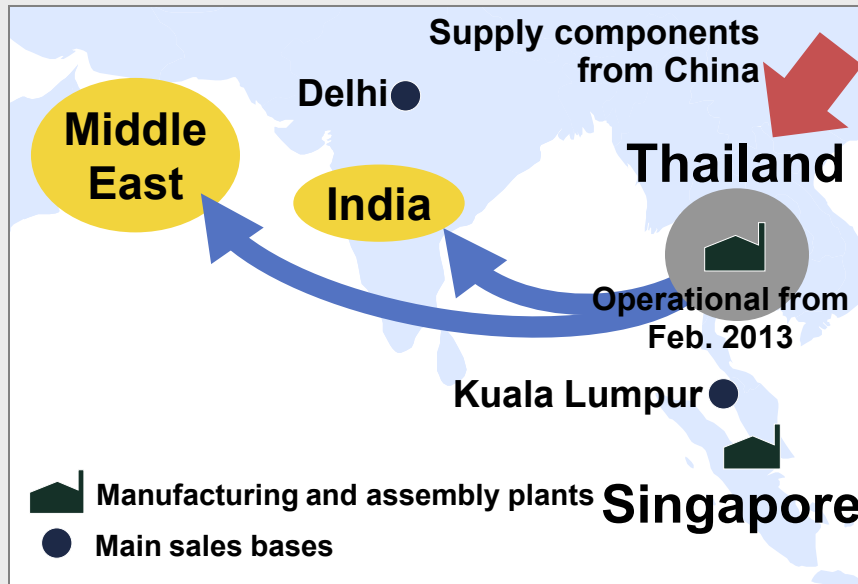 Supply components
from China
Delhi
Middle
East
Thailand
India
Operational from
Feb. 2013
Kuala Lumpur
Manufacturing and assembly plants
Singapore
Main sales bases